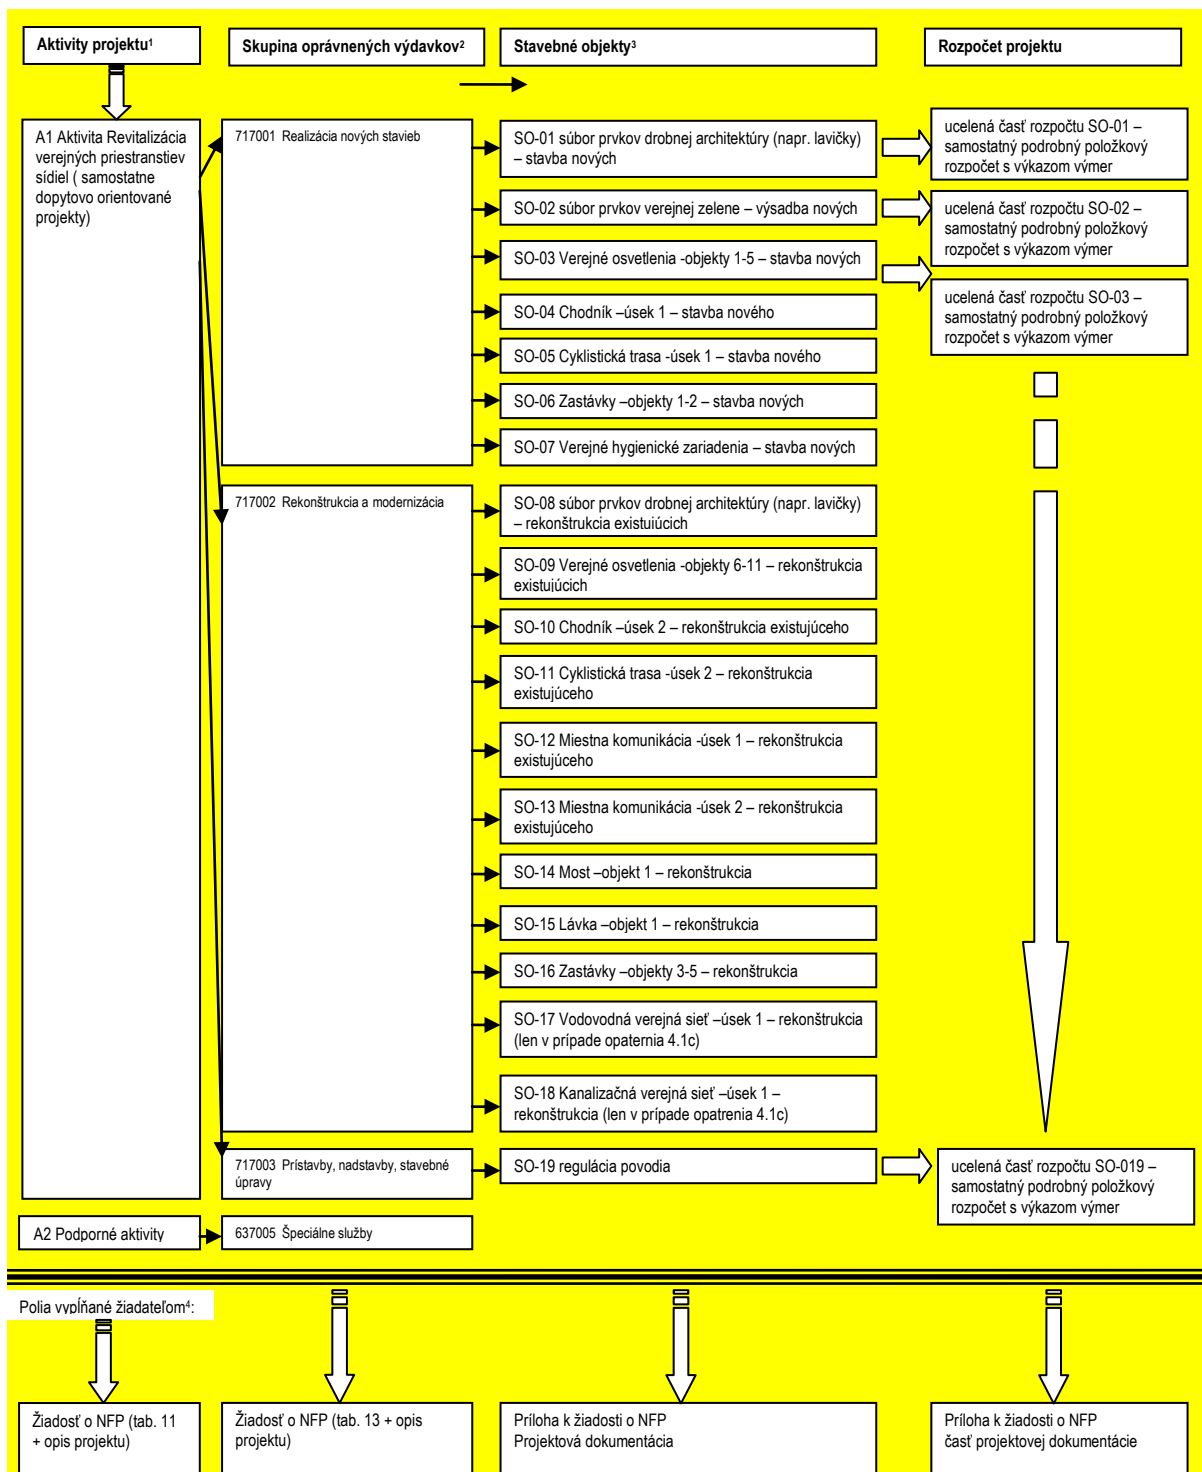 Aktivity projektu¹
Skupina oprávnených výdavkov²
Stavebné objekty³
Rozpočet projektu
A1 Aktivita Revitalizácia
verejných priestranstiev
sídiel ( samostatne
dopytovo orientované
projekty)
717001 Realizácia nových stavieb
SO-01 súbor prvkov drobnej architektúry (napr. lavičky)
– stavba nových
SO-02 súbor prvkov verejnej zelene – výsadba nových
SO-03 Verejné osvetlenia -objekty 1-5 – stavba nových
SO-04 Chodník –úsek 1 – stavba nového
SO-05 Cyklistická trasa -úsek 1 – stavba nového
SO-06 Zastávky –objekty 1-2 – stavba nových
SO-07 Verejné hygienické zariadenia – stavba nových
ucelená časť rozpočtu SO-01 –
samostatný podrobný položkový
rozpočet s výkazom výmer
ucelená časť rozpočtu SO-02 –
samostatný podrobný položkový
rozpočet s výkazom výmer
ucelená časť rozpočtu SO-03 –
samostatný podrobný položkový
rozpočet s výkazom výmer
717002 Rekonštrukcia a modernizácia
SO-08 súbor prvkov drobnej architektúry (napr. lavičky)
– rekonštrukcia existujúcich
SO-09 Verejné osvetlenia -objekty 6-11 – rekonštrukcia
existujúcich
SO-10 Chodník –úsek 2 – rekonštrukcia existujúceho
SO-11 Cyklistická trasa -úsek 2 – rekonštrukcia
existujúceho
SO-12 Miestna komunikácia -úsek 1 – rekonštrukcia
existujúceho
SO-13 Miestna komunikácia -úsek 2 – rekonštrukcia
existujúceho
SO-14 Most –objekt 1 – rekonštrukcia
SO-15 Lávka –objekt 1 – rekonštrukcia
SO-16 Zastávky –objekty 3-5 – rekonštrukcia
SO-17 Vodovodná verejná sieť –úsek 1 – rekonštrukcia
(len v prípade opaternia 4.1c)
SO-18 Kanalizačná verejná sieť –úsek 1 –
rekonštrukcia (len v prípade opatrenia 4.1c)
717003 Prístavby, nadstavby, stavebné
úpravy
SO-19 regulácia povodia
ucelená časť rozpočtu SO-019 –
samostatný podrobný položkový
rozpočet s výkazom výmer
A2 Podporné aktivity
637005 Špeciálne služby
Polia vypĺňané žiadateľom⁴:
Žiadosť o NFP (tab. 11
+ opis projektu)
Žiadosť o NFP (tab. 13 + opis
projektu)
Príloha k žiadosti o NFP
Projektová dokumentácia
Príloha k žiadosti o NFP
časť projektovej dokumentácie